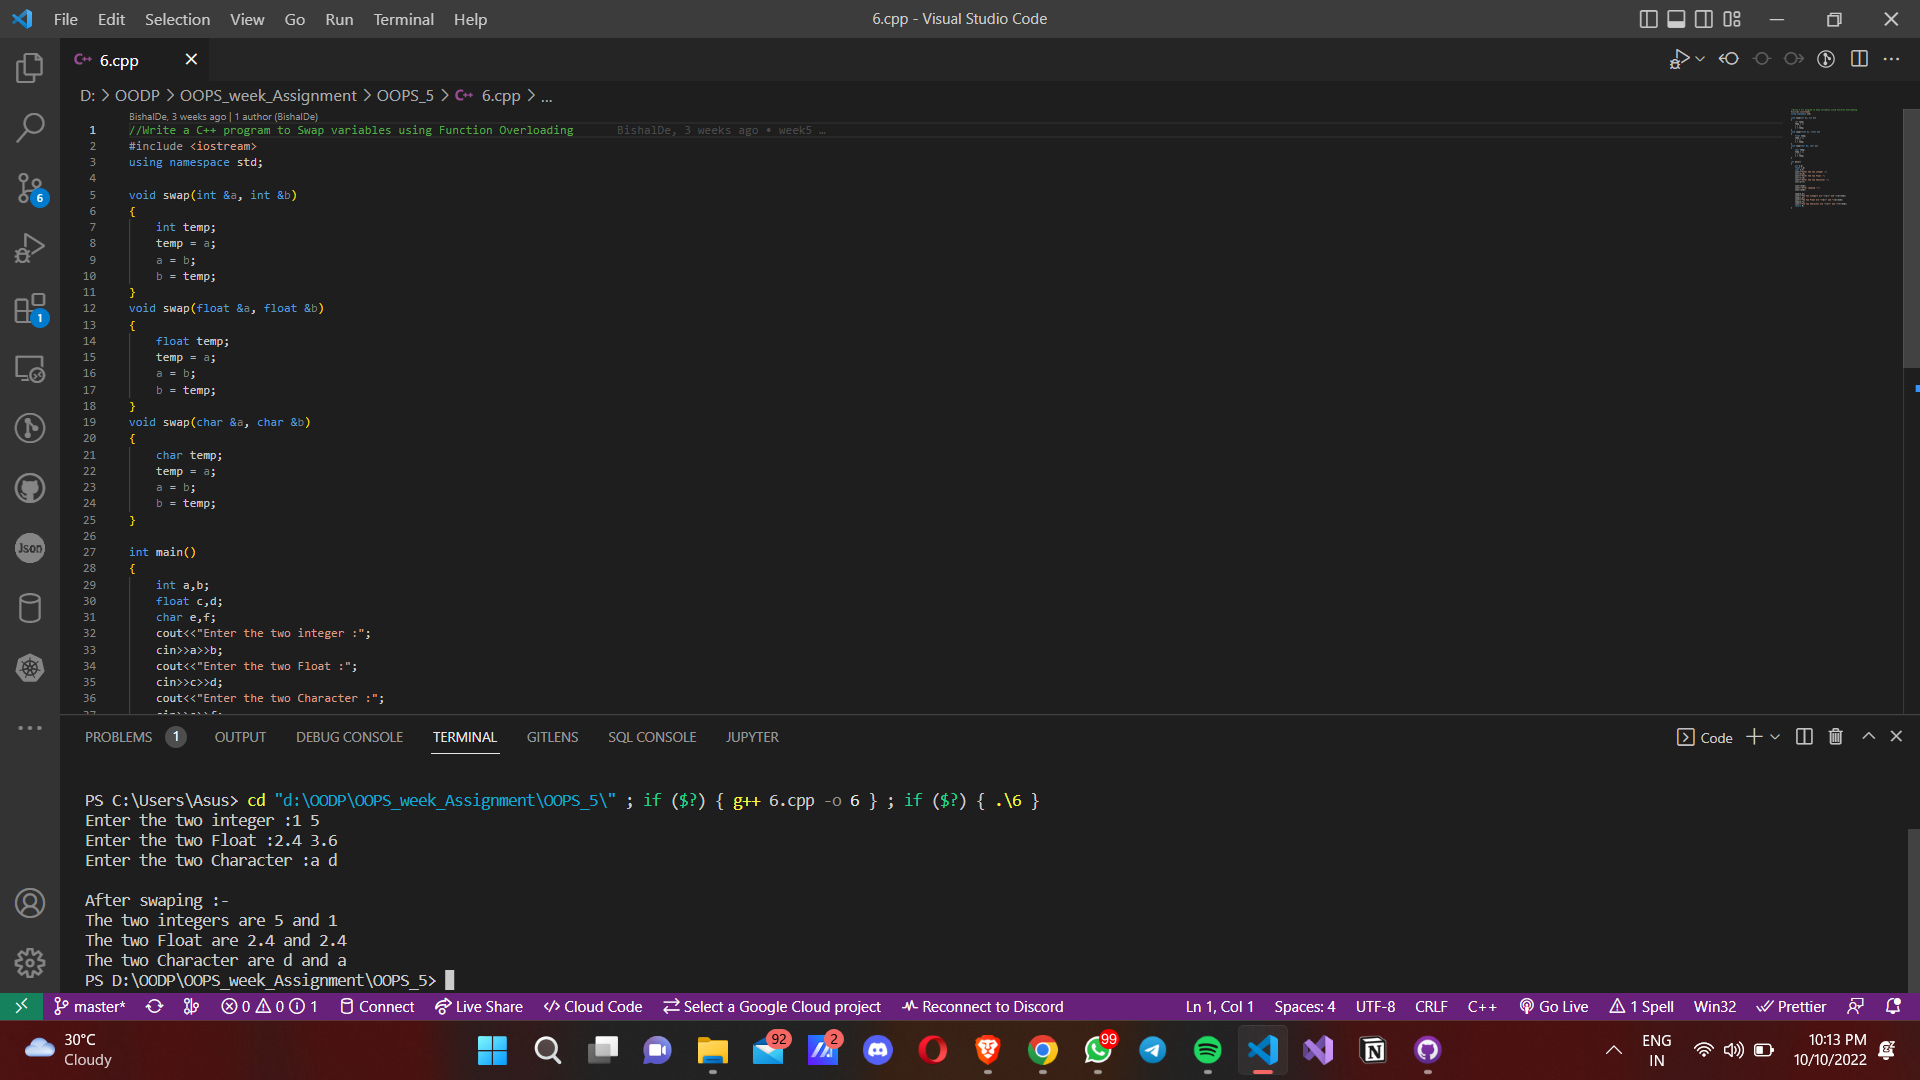 File Edit Selection View Go Run Terminal Help
6.cpp - Visual Studio Code
C++ 6.cpp
D: > OODP > OOPS_week_Assignment > OOPS_5 > C++ 6.cpp > ...
BishalDe, 3 weeks ago | 1 author (BishalDe)
1 //Write a C++ program to Swap variables using Function Overloading BishalDe, 3 weeks ago • week5 …
2 #include <iostream>
3 using namespace std;
4
5 void swap(int &a, int &b)
6 {
7 int temp;
8 temp = a;
9 a = b;
10 b = temp;
11 }
12 void swap(float &a, float &b)
13 {
14 float temp;
15 temp = a;
16 a = b;
17 b = temp;
18 }
19 void swap(char &a, char &b)
20 {
21 char temp;
22 temp = a;
23 a = b;
24 b = temp;
25 }
26
27 int main()
28 {
29 int a,b;
30 float c,d;
31 char e,f;
32 cout<<"Enter the two integer :";
33 cin>>a>>b;
34 cout<<"Enter the two Float :";
35 cin>>c>>d;
36 cout<<"Enter the two Character :";
37 cin>>e>>f;
PROBLEMS 1 OUTPUT DEBUG CONSOLE TERMINAL GITLENS SQL CONSOLE JUPYTER
Code
PS C:\Users\Asus> cd "d:\OODP\OOPS_week_Assignment\OOPS_5\" ; if ($?) { g++ 6.cpp -o 6 } ; if ($?) { .\6 }
Enter the two integer :1 5
Enter the two Float :2.4 3.6
Enter the two Character :a d
After swaping :-
The two integers are 5 and 1
The two Float are 2.4 and 2.4
The two Character are d and a
PS D:\OODP\OOPS_week_Assignment\OOPS_5>
master* 0 0 1 Connect Live Share Cloud Code Select a Google Cloud project Reconnect to Discord Ln 1, Col 1 Spaces: 4 UTF-8 CRLF C++ Go Live 1 Spell Win32 Prettier
6
1
Json
30°C
Cloudy
92
2
99
ENG
IN
10:13 PM
10/10/2022